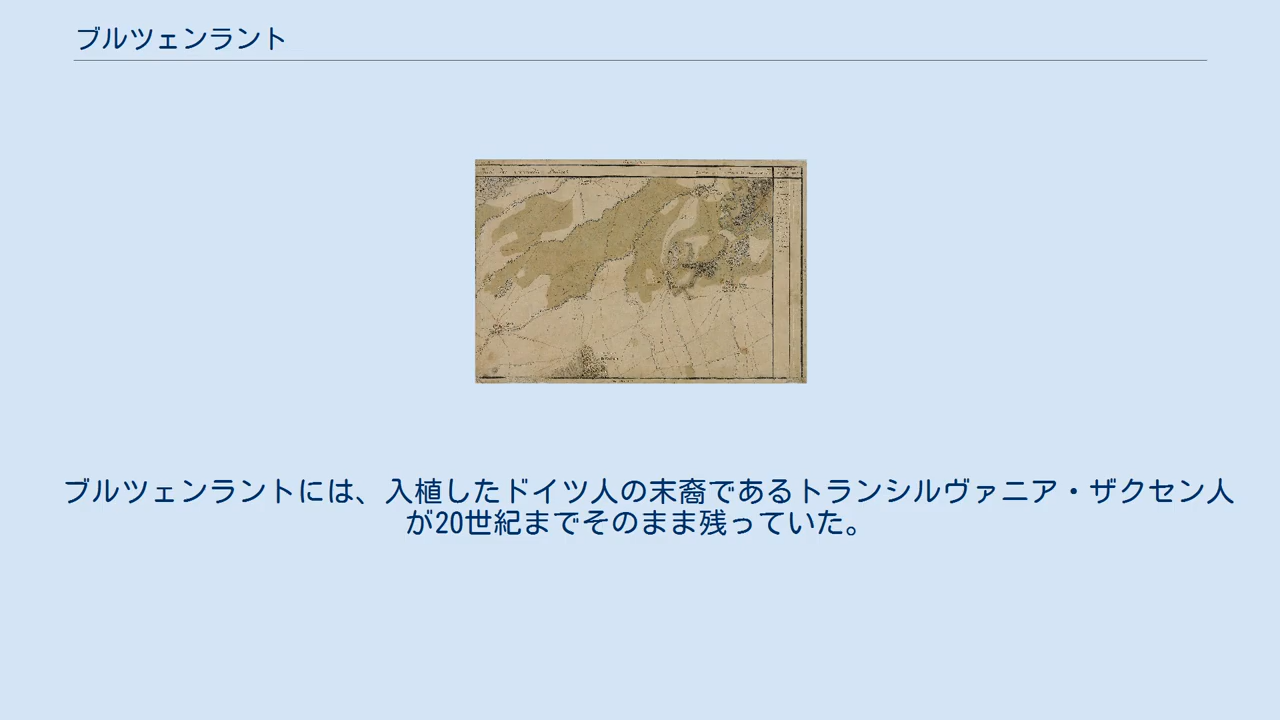 ブルツェンラント
ブルツェンラントには、入植したドイツ人の末裔であるトランシルヴァニア・ザクセン人
が20世紀までそのまま残っていた。